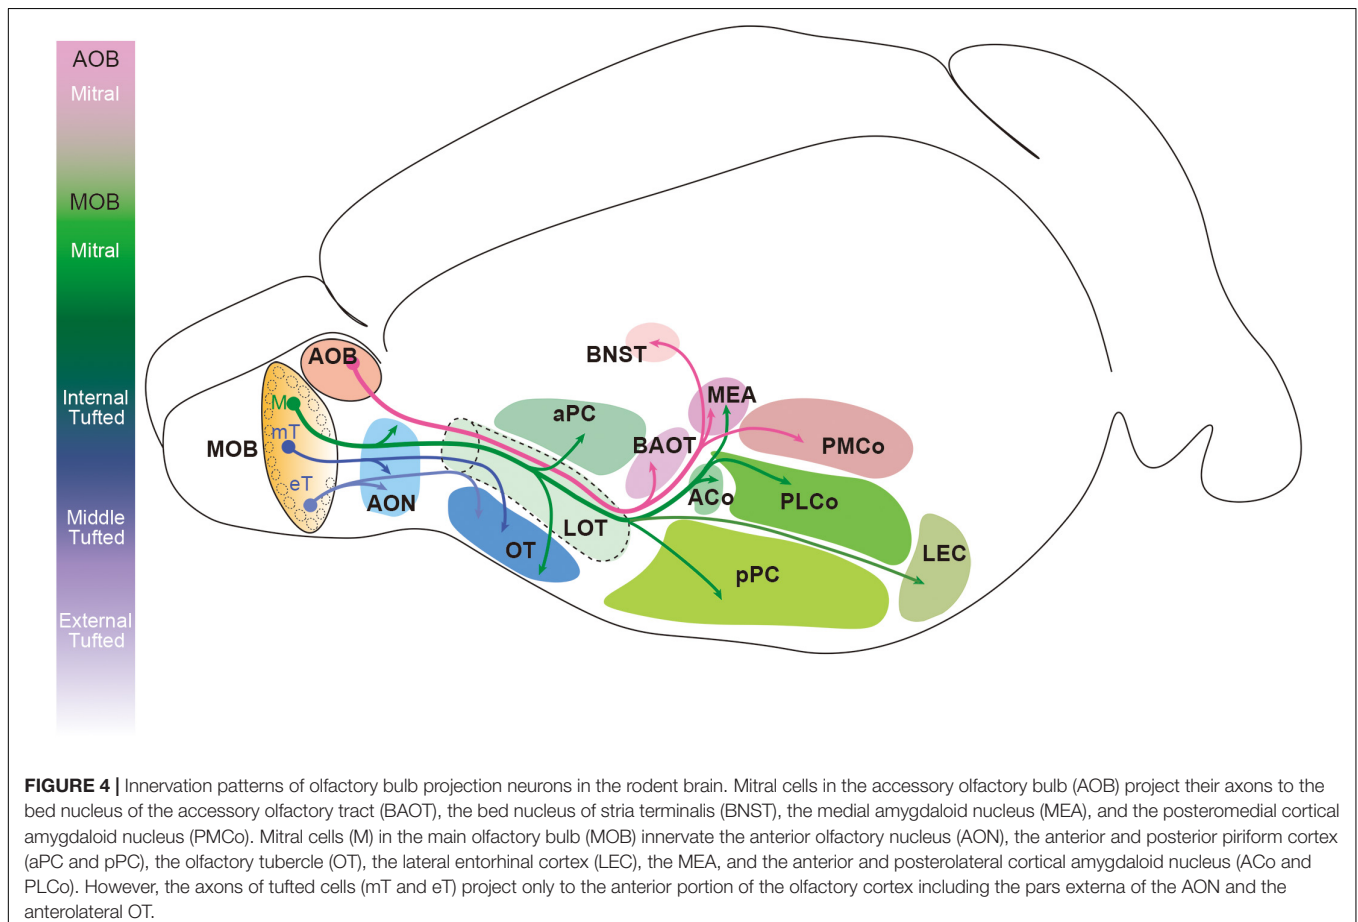 AOB
Mitral
MOB
Mitral
Internal
Tufted
Middle
Tufted
External
Tufted
AOB
M
mT
MOB
eT
AON
aPC
BNST
MEA
BAOT
PMCo
ACo
PLCo
LOT
OT
pPC
LEC
FIGURE 4 | Innervation patterns of olfactory bulb projection neurons in the rodent brain. Mitral cells in the accessory olfactory bulb (AOB) project their axons to the
bed nucleus of the accessory olfactory tract (BAOT), the bed nucleus of stria terminalis (BNST), the medial amygdaloid nucleus (MEA), and the posteromedial cortical
amygdaloid nucleus (PMCo). Mitral cells (M) in the main olfactory bulb (MOB) innervate the anterior olfactory nucleus (AON), the anterior and posterior piriform cortex
(aPC and pPC), the olfactory tubercle (OT), the lateral entorhinal cortex (LEC), the MEA, and the anterior and posterolateral cortical amygdaloid nucleus (ACo and
PLCo). However, the axons of tufted cells (mT and eT) project only to the anterior portion of the olfactory cortex including the pars externa of the AON and the
anterolateral OT.